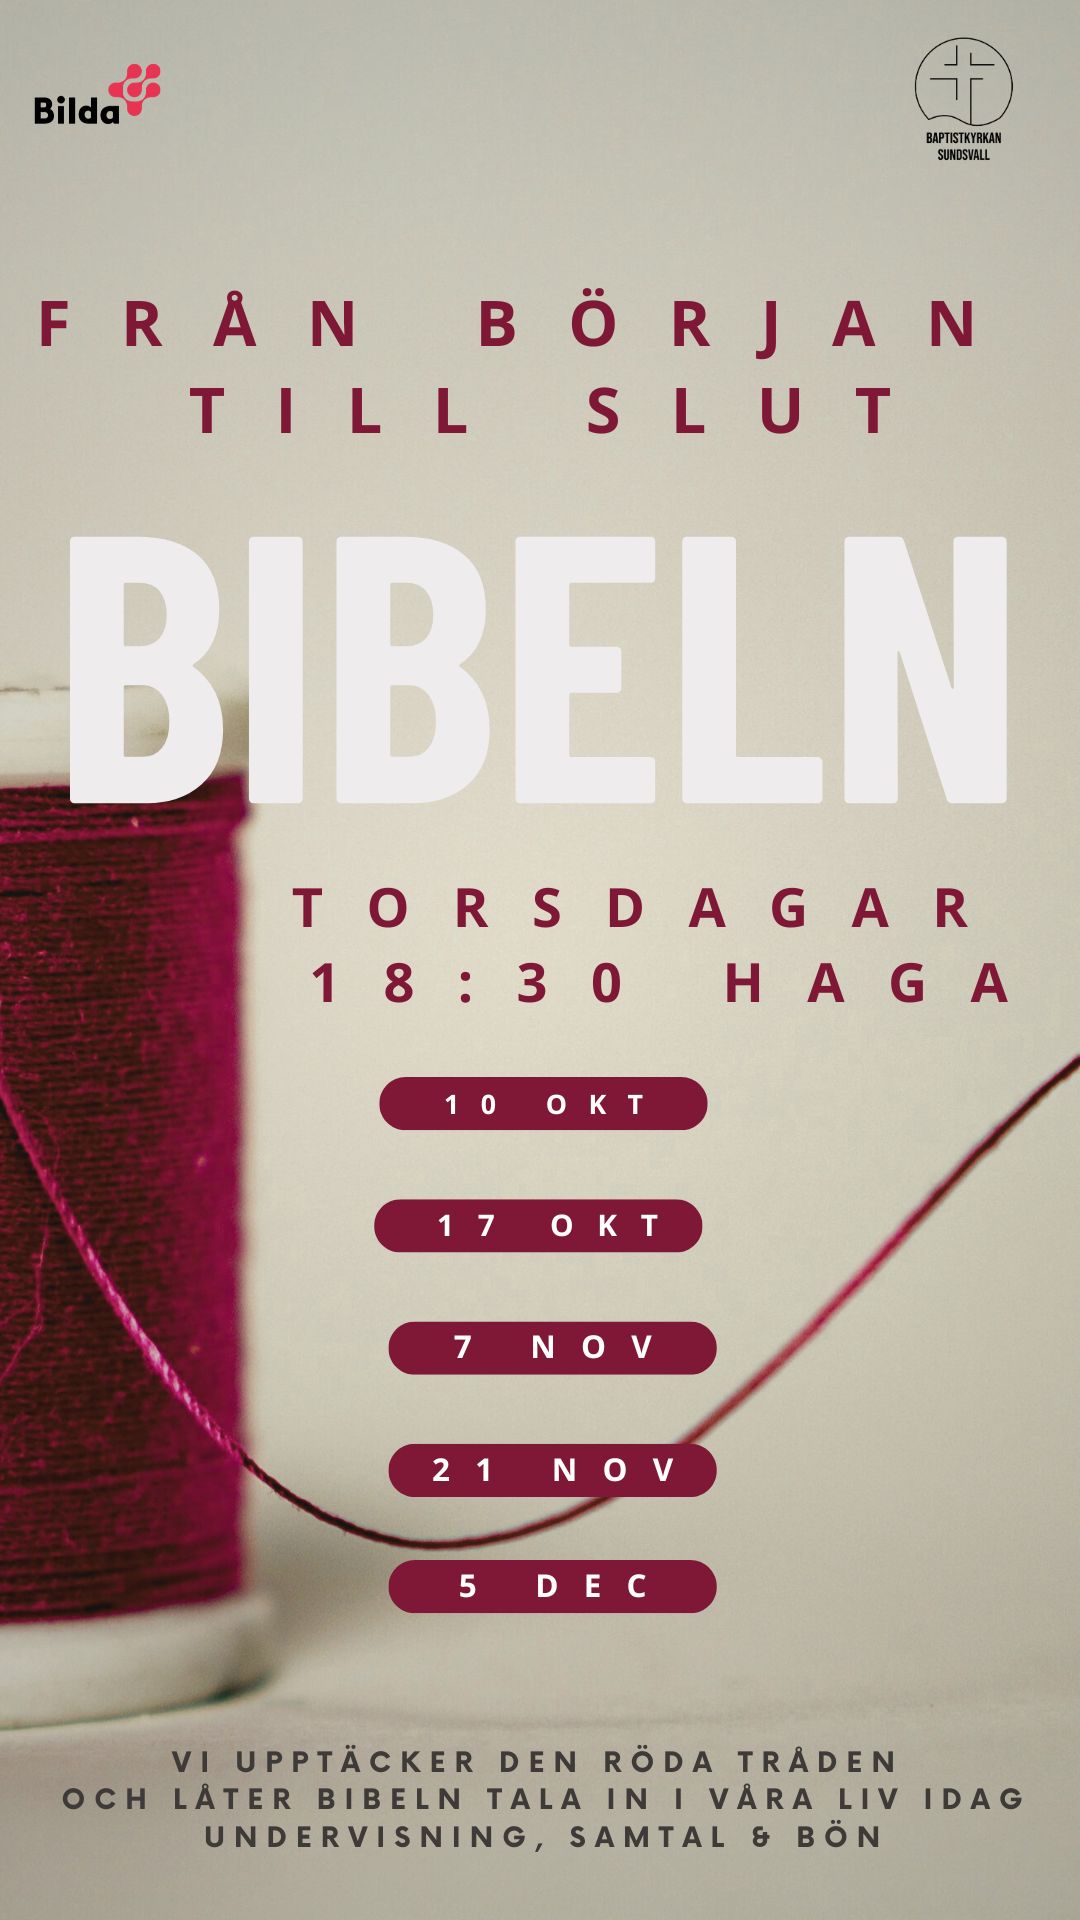 Bilda
BAPTISTKYRKAN
SUNDSVALL
FRÅN BÖRJAN
TILL SLUT
BIBELN
TORSDAGAR
18:30 HAGA
10 OKT
17 OKT
7 NOV
21 NOV
5 DEC
VI UPPTÄCKER DEN RÖDA TRÅDEN
OCH LÅTER BIBELN TALA IN I VÅRA LIV IDAG
UNDERVISNING, SAMTAL & BÖN